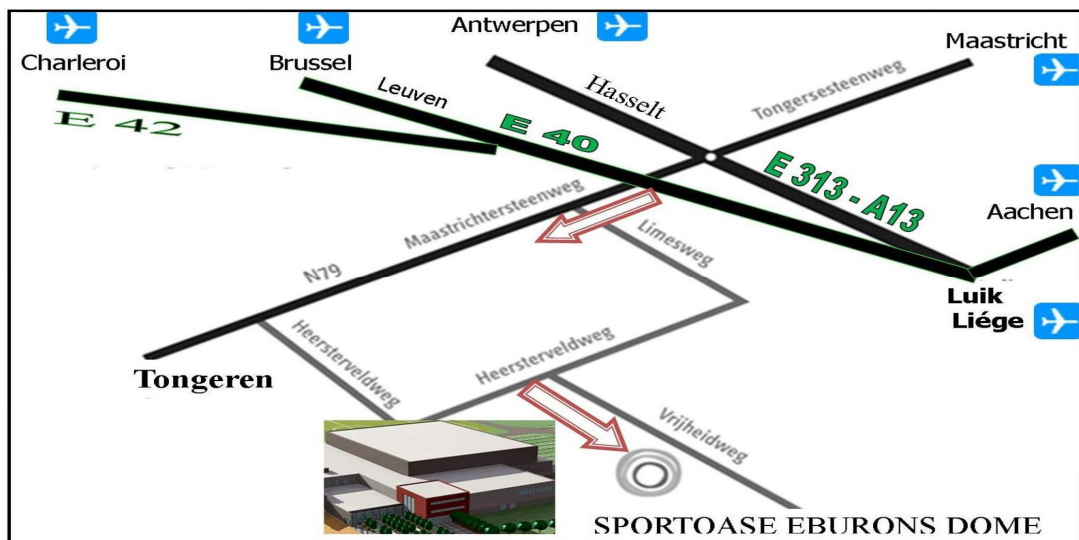 Antwerpen
Charleroi
Brussel
Maastricht
Leuven
Hasselt
Tongersesteenweg
E 42
E 40
E 313 - A13
Aachen
Maastrichtersteenweg
Limesweg
N79
Luik
Liége
Heersterveldweg
Heersterveldweg
Tongeren
Vrijheidweg
SPORTOASE EBURONS DOME